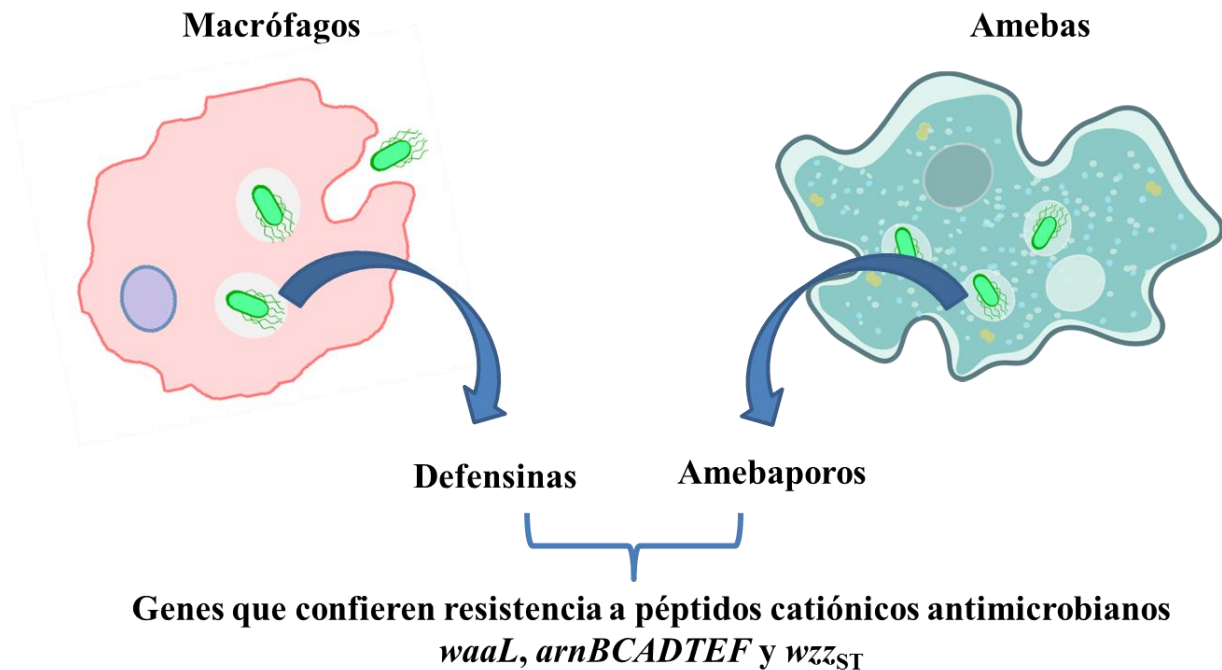 Macrófagos
Amebas
Defensinas
Amebaporos
Genes que confieren resistencia a péptidos catiónicos antimicrobianos
waaL, arnBCADTEF y wzzST